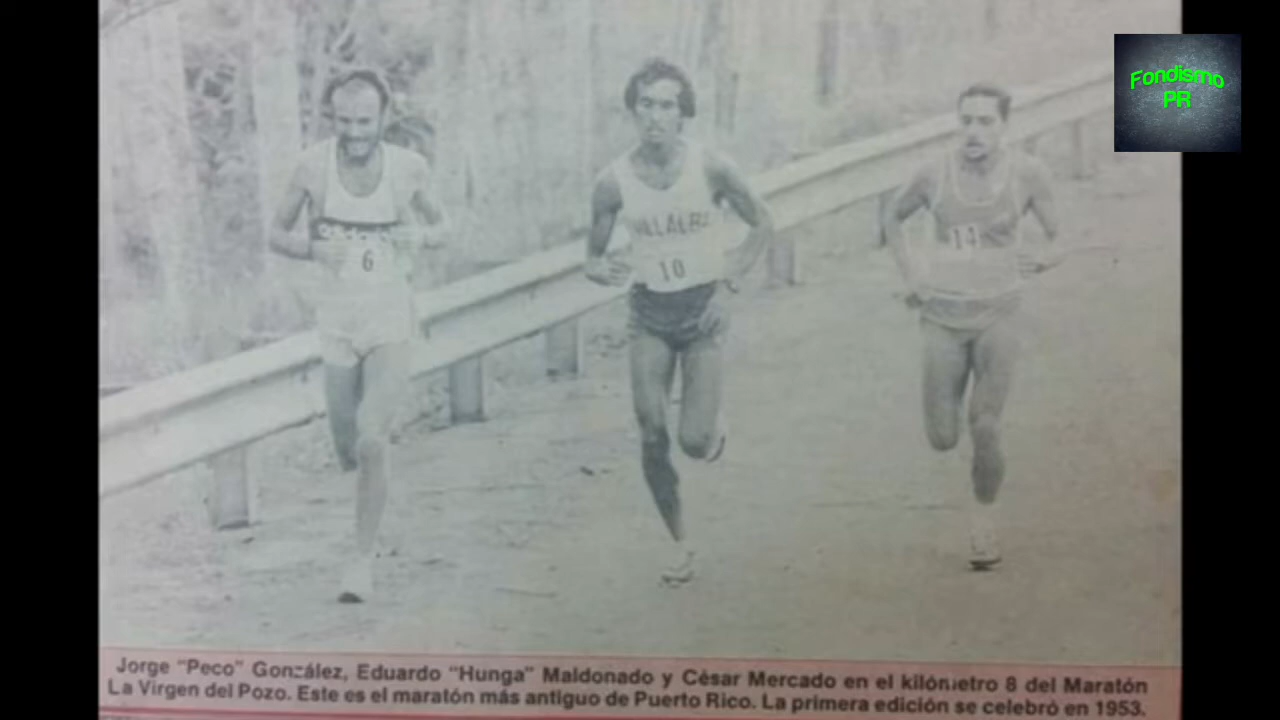 Fondismo
PR
6
VILLALBA
10
14
Jorge "Peco" González, Eduardo "Hunga" Maldonado y César Mercado en el kilómetro 8 del Maratón
La Virgen del Pozo. Este es el maratón más antiguo de Puerto Rico. La primera edición se celebró en 1953.